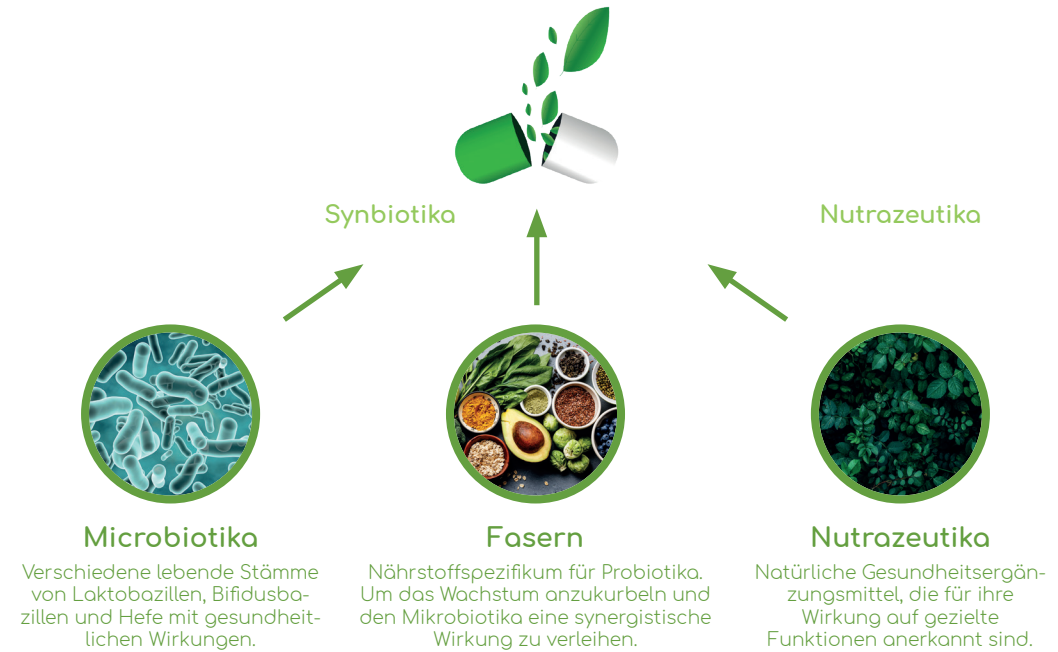 Synbiotika
Nutrazeutika
Microbiotika
Verschiedene lebende Stämme
von Laktobazillen, Bifidusba-
zillen und Hefe mit gesundheit-
lichen Wirkungen.
Fasern
Nährstoffspezifikum für Probiotika.
Um das Wachstum anzukurbeln und
den Mikrobiotika eine synergistische
Wirkung zu verleihen.
Nutrazeutika
Natürliche Gesundheitsergän-
zungsmittel, die für ihre
Wirkung auf gezielte
Funktionen anerkannt sind.